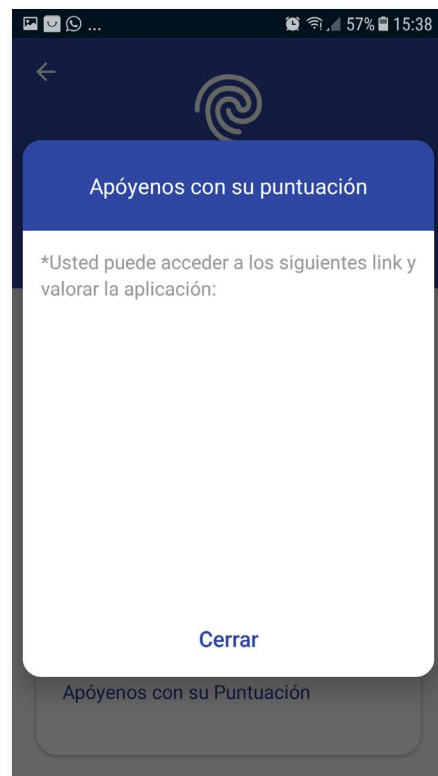 ... 57% 15:38
Apóyenos con su puntuación
*Usted puede acceder a los siguientes link y
valorar la aplicación:
Cerrar
Apóyenos con su Puntuación